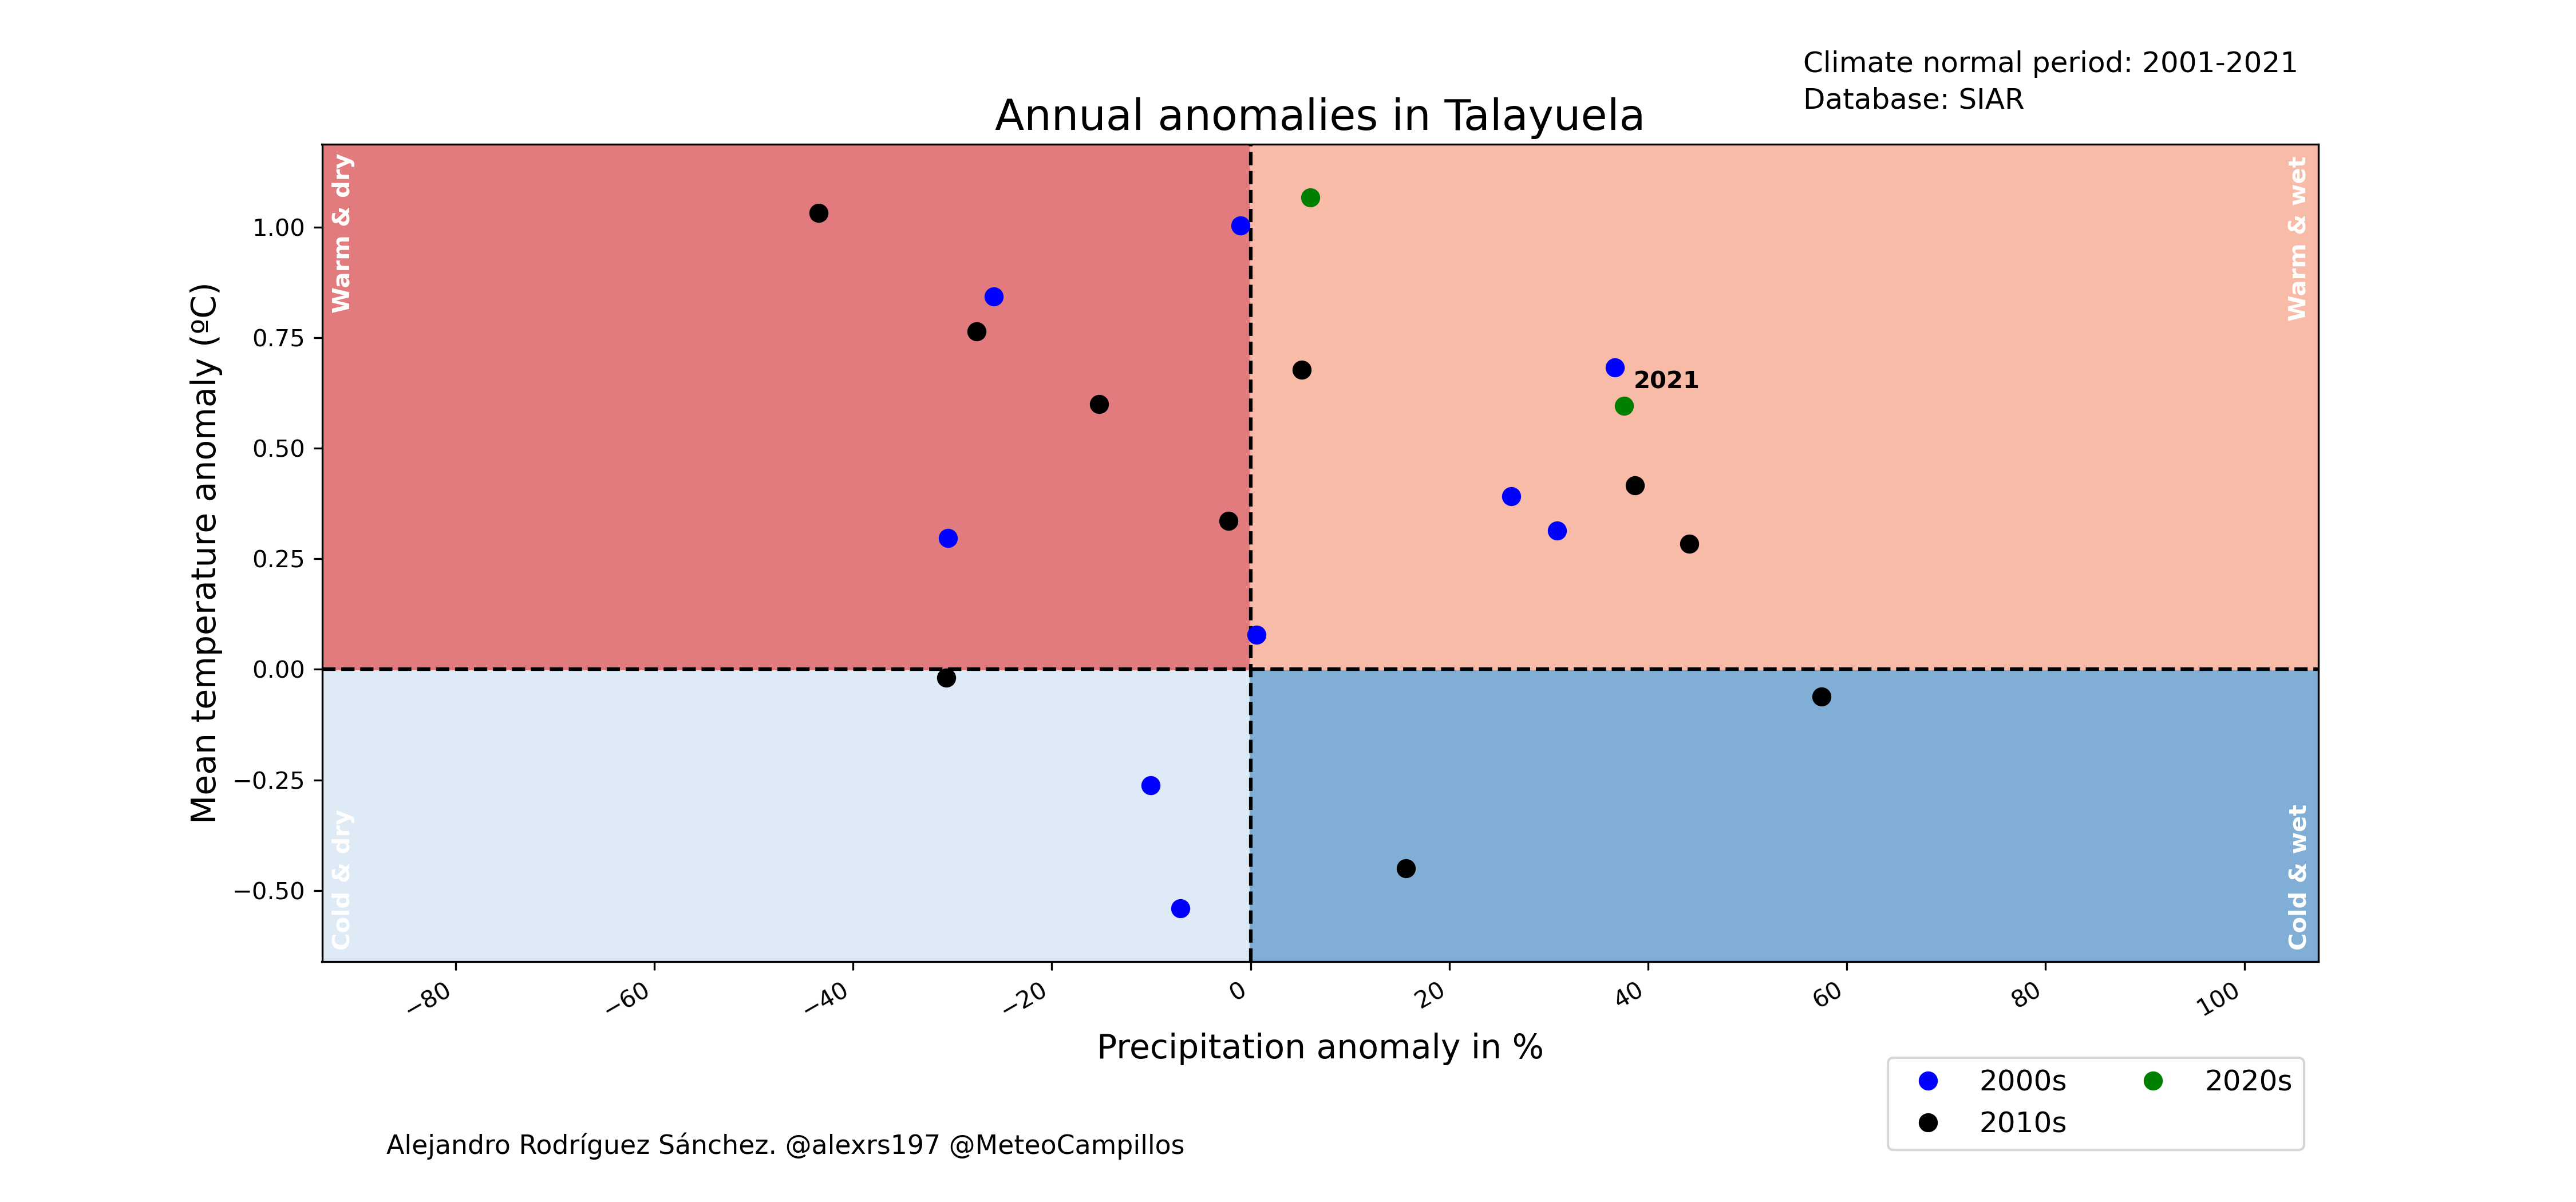 Climate normal period: 2001-2021
Database: SIAR
Annual anomalies in Talayuela
Warm & dry
Warm & wet
1.00
0.75
0.50
0.25
0.00
−0.25
−0.50
Mean temperature anomaly (ºC)
2021
Cold & dry
Cold & wet
−80
−60
−40
−20
0
20
40
60
80
100
Precipitation anomaly in %
2000s
2020s
2010s
Alejandro Rodríguez Sánchez. @alexrs197 @MeteoCampillos